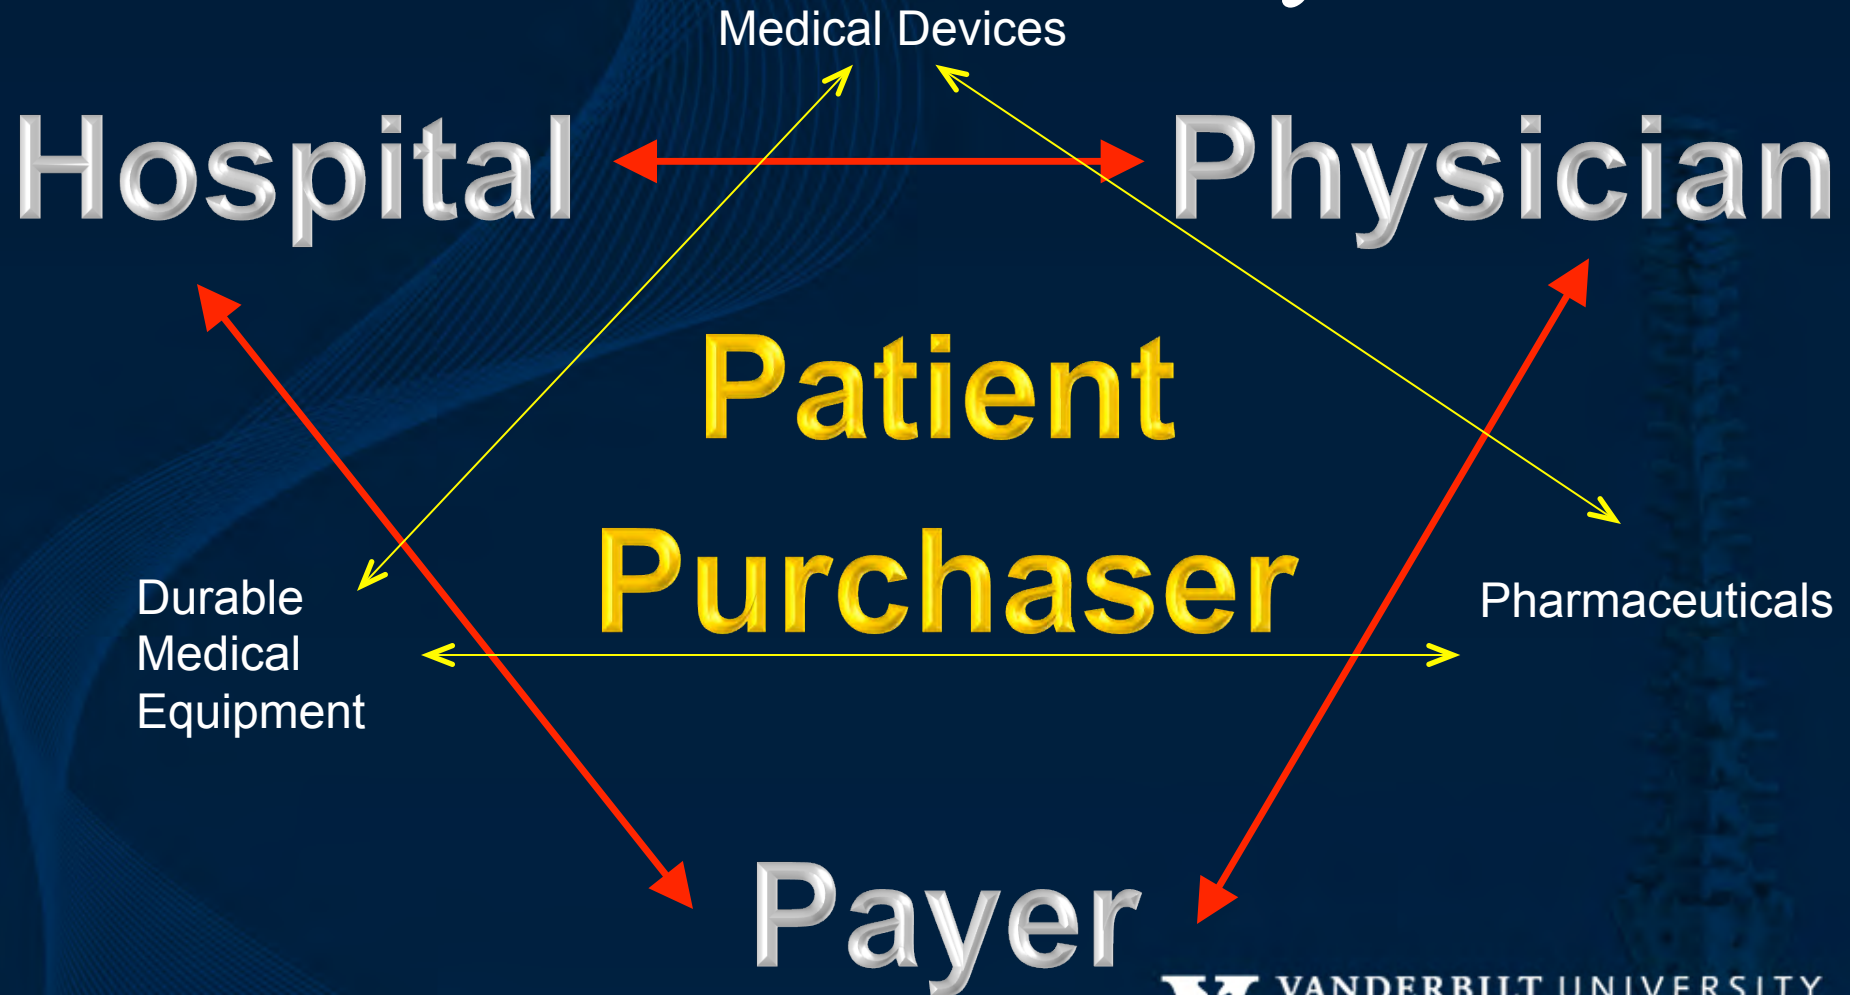 Medical Devices
Hospital
Physician
Patient
Purchaser
Durable
Medical
Equipment
Pharmaceuticals
Payer
VANDERBILT UNIVERSITY